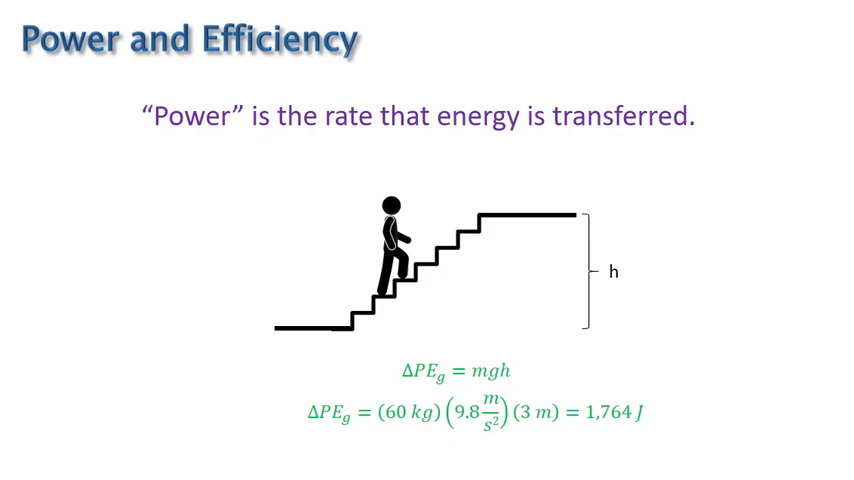 Power and Efficiency
“Power” is the rate that energy is transferred.
h
ΔPE_g = mgh
ΔPE_g = (60 kg) (9.8 m/s²) (3 m) = 1,764 J